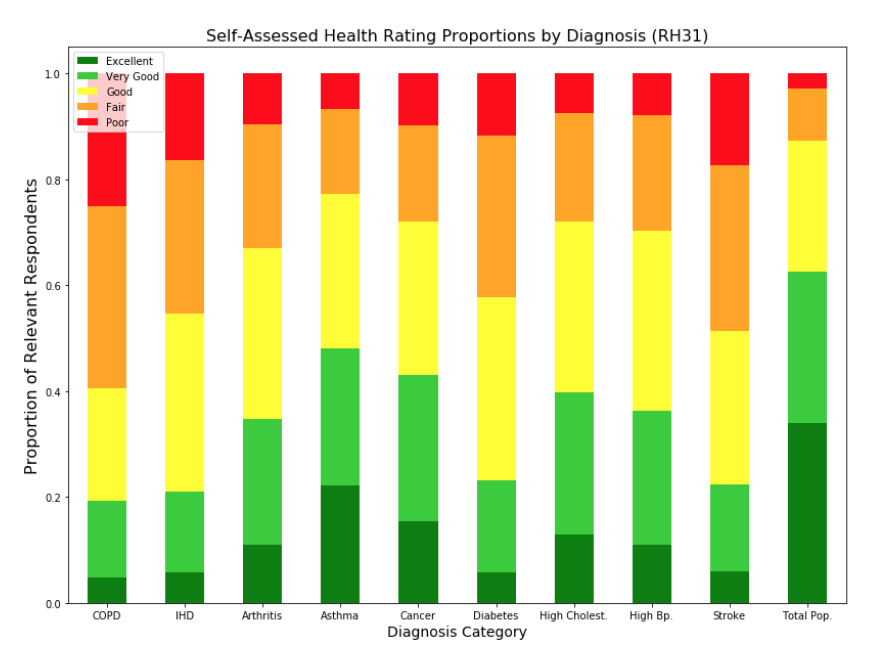 Self-Assessed Health Rating Proportions by Diagnosis (RH31)
Excellent
Very Good
Good
Fair
Poor
1.0
0.8
0.6
0.4
0.2
0.0
Proportion of Relevant Respondents
COPD IHD Arthritis Asthma Cancer Diabetes High Cholest. High Bp. Stroke Total Pop.
Diagnosis Category